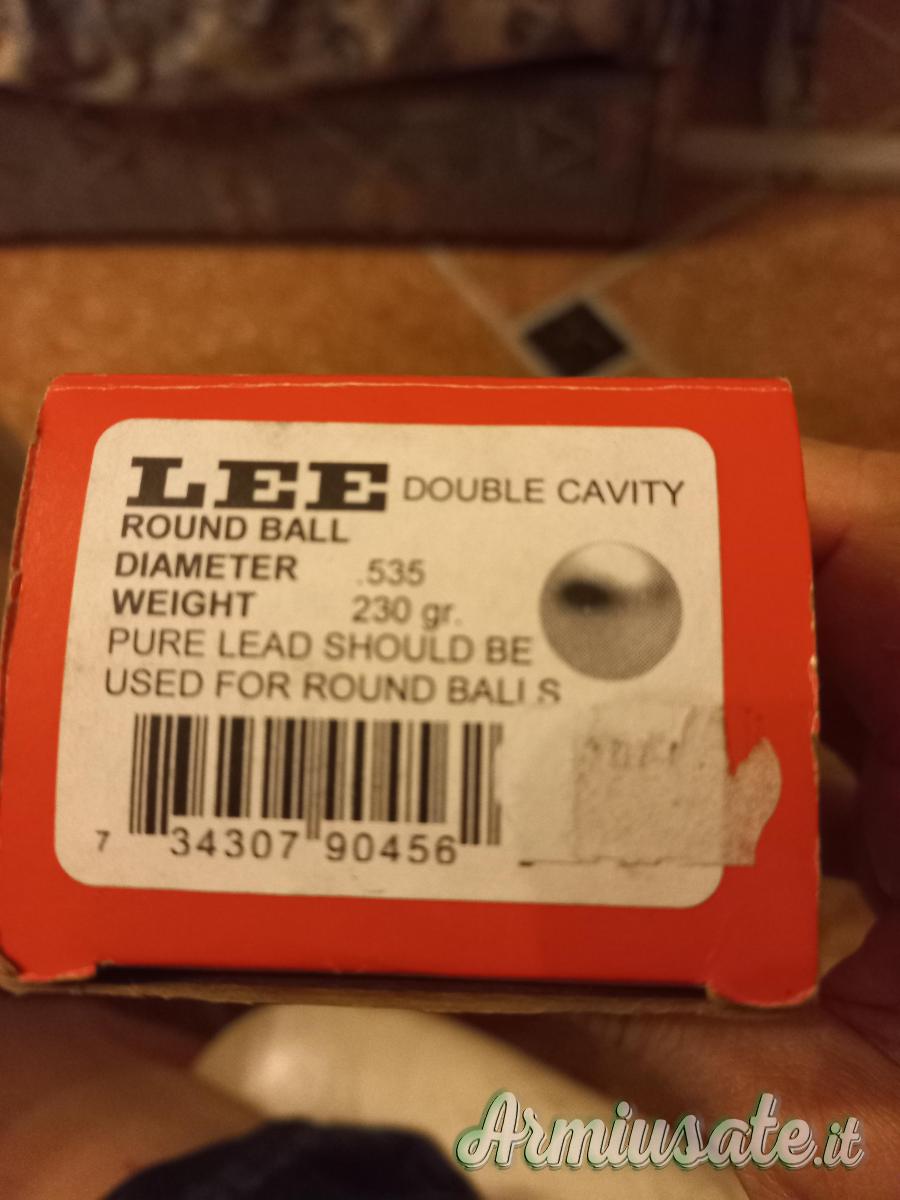 LEE DOUBLE CAVITY
ROUND BALL
DIAMETER .535
WEIGHT 230 gr.
PURE LEAD SHOULD BE
USED FOR ROUND BALLS
7 34307 90456
Armiusate.it